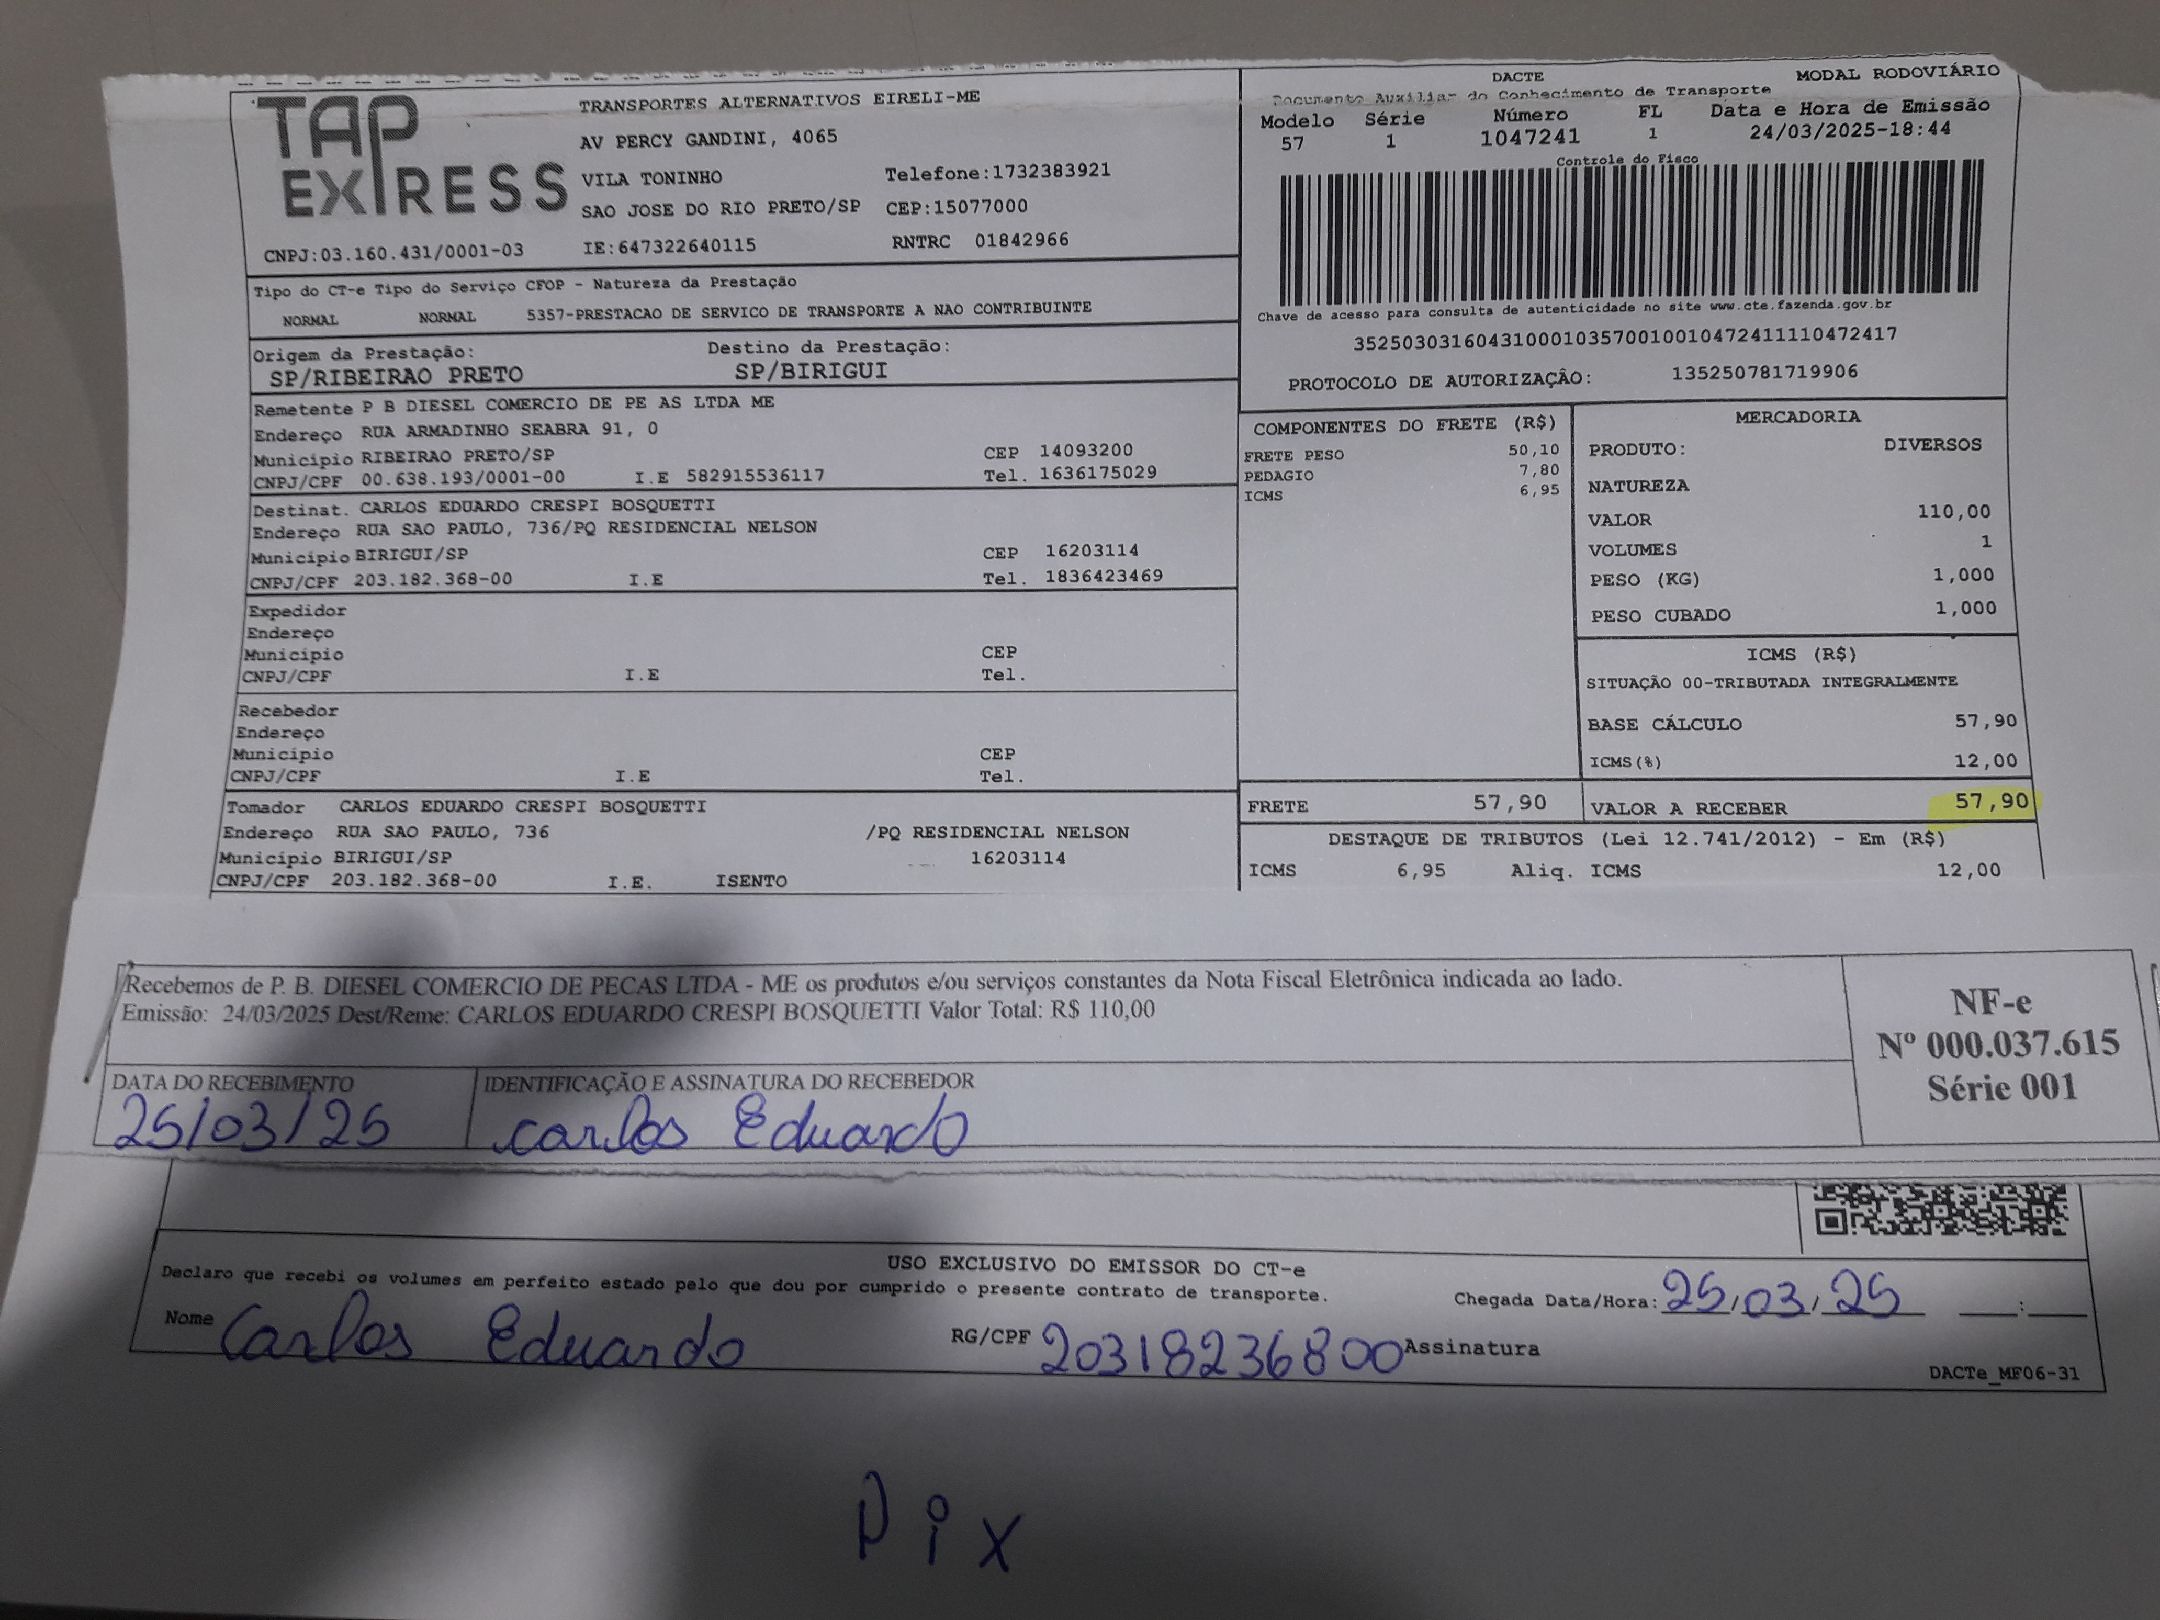 TAP EXPRESS
TRANSPORTES ALTERNATIVOS EIRELI-ME
AV PERCY GANDINI, 4065
VILA TONINHO Telefone:1732383921
SAO JOSE DO RIO PRETO/SP CEP:15077000
CNPJ:03.160.431/0001-03 IE:647322640115 RNTRC 01842966
DACTE MODAL RODOVIÁRIO
Documento Auxiliar do Conhecimento de Transporte
Modelo Série Número FL Data e Hora de Emissão
57 1 1047241 1 24/03/2025-18:44
Controle do Fisco
Chave de acesso para consulta de autenticidade no site www.cte.fazenda.gov.br
35250303160431000103570010010472411110472417
PROTOCOLO DE AUTORIZAÇÃO: 135250781719906
Tipo do CT-e Tipo do Serviço CFOP - Natureza da Prestação
NORMAL NORMAL 5357-PRESTACAO DE SERVICO DE TRANSPORTE A NAO CONTRIBUINTE
Origem da Prestação: Destino da Prestação:
SP/RIBEIRAO PRETO SP/BIRIGUI
Remetente P B DIESEL COMERCIO DE PE AS LTDA ME
Endereço RUA ARMADINHO SEABRA 91, 0
Município RIBEIRAO PRETO/SP CEP 14093200
CNPJ/CPF 00.638.193/0001-00 I.E 582915536117 Tel. 1636175029
Destinat. CARLOS EDUARDO CRESPI BOSQUETTI
Endereço RUA SAO PAULO, 736/PQ RESIDENCIAL NELSON
Município BIRIGUI/SP CEP 16203114
CNPJ/CPF 203.182.368-00 I.E Tel. 1836423469
Expedidor
Endereço
Município CEP
CNPJ/CPF I.E Tel.
Recebedor
Endereço
Município CEP
CNPJ/CPF I.E Tel.
Tomador CARLOS EDUARDO CRESPI BOSQUETTI
Endereço RUA SAO PAULO, 736 /PQ RESIDENCIAL NELSON
Município BIRIGUI/SP 16203114
CNPJ/CPF 203.182.368-00 I.E. ISENTO
COMPONENTES DO FRETE (R$)
FRETE PESO 50,10
PEDAGIO 7,80
ICMS 6,95
MERCADORIA
PRODUTO: DIVERSOS
NATUREZA
VALOR 110,00
VOLUMES 1
PESO (KG) 1,000
PESO CUBADO 1,000
ICMS (R$)
SITUAÇÃO 00-TRIBUTADA INTEGRALMENTE
BASE CÁLCULO 57,90
ICMS(%) 12,00
FRETE 57,90 VALOR A RECEBER 57,90
DESTAQUE DE TRIBUTOS (Lei 12.741/2012) - Em (R$)
ICMS 6,95 Aliq. ICMS 12,00
Recebemos de P. B. DIESEL COMERCIO DE PECAS LTDA - ME os produtos e/ou serviços constantes da Nota Fiscal Eletrônica indicada ao lado.
Emissão: 24/03/2025 Dest/Reme: CARLOS EDUARDO CRESPI BOSQUETTI Valor Total: R$ 110,00
DATA DO RECEBIMENTO IDENTIFICAÇÃO E ASSINATURA DO RECEBEDOR
25/03/25 Carlos Eduardo
NF-e
Nº 000.037.615
Série 001
USO EXCLUSIVO DO EMISSOR DO CT-e
Declaro que recebi os volumes em perfeito estado pelo que dou por cumprido o presente contrato de transporte.
Chegada Data/Hora: 25/03/25 __:__
Nome Carlos Eduardo RG/CPF 20318236800 Assinatura
DACTe_MF06-31
Pix